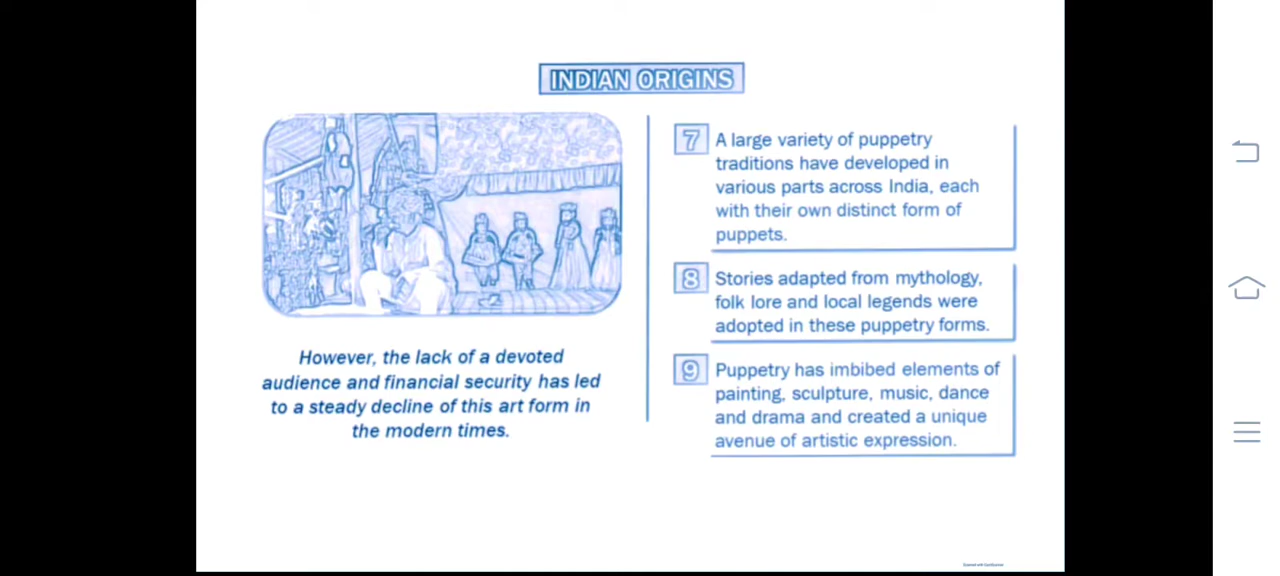 INDIAN ORIGINS
However, the lack of a devoted
audience and financial security has led
to a steady decline of this art form in
the modern times.
7 A large variety of puppetry
traditions have developed in
various parts across India, each
with their own distinct form of
puppets.
8 Stories adapted from mythology,
folk lore and local legends were
adopted in these puppetry forms.
9 Puppetry has imbibed elements of
painting, sculpture, music, dance
and drama and created a unique
avenue of artistic expression.
Scanned with CamScanner